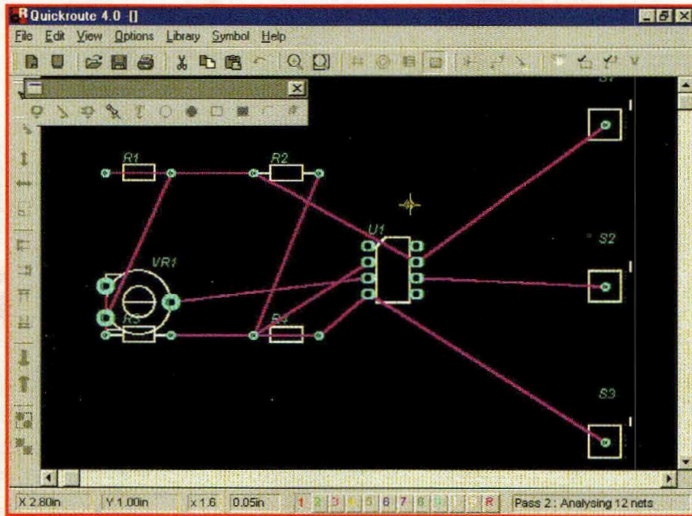 Quickroute 4.0 -[]
File Edit View Options Library Symbol Help
R1
R2
U1
S2
VR1
R3
R4
S3
X 2.80in Y 1.00in x 1.6 0.05in 1 2 3 4 5 6 7 8 R Pass 2 : Analysing 12 nets